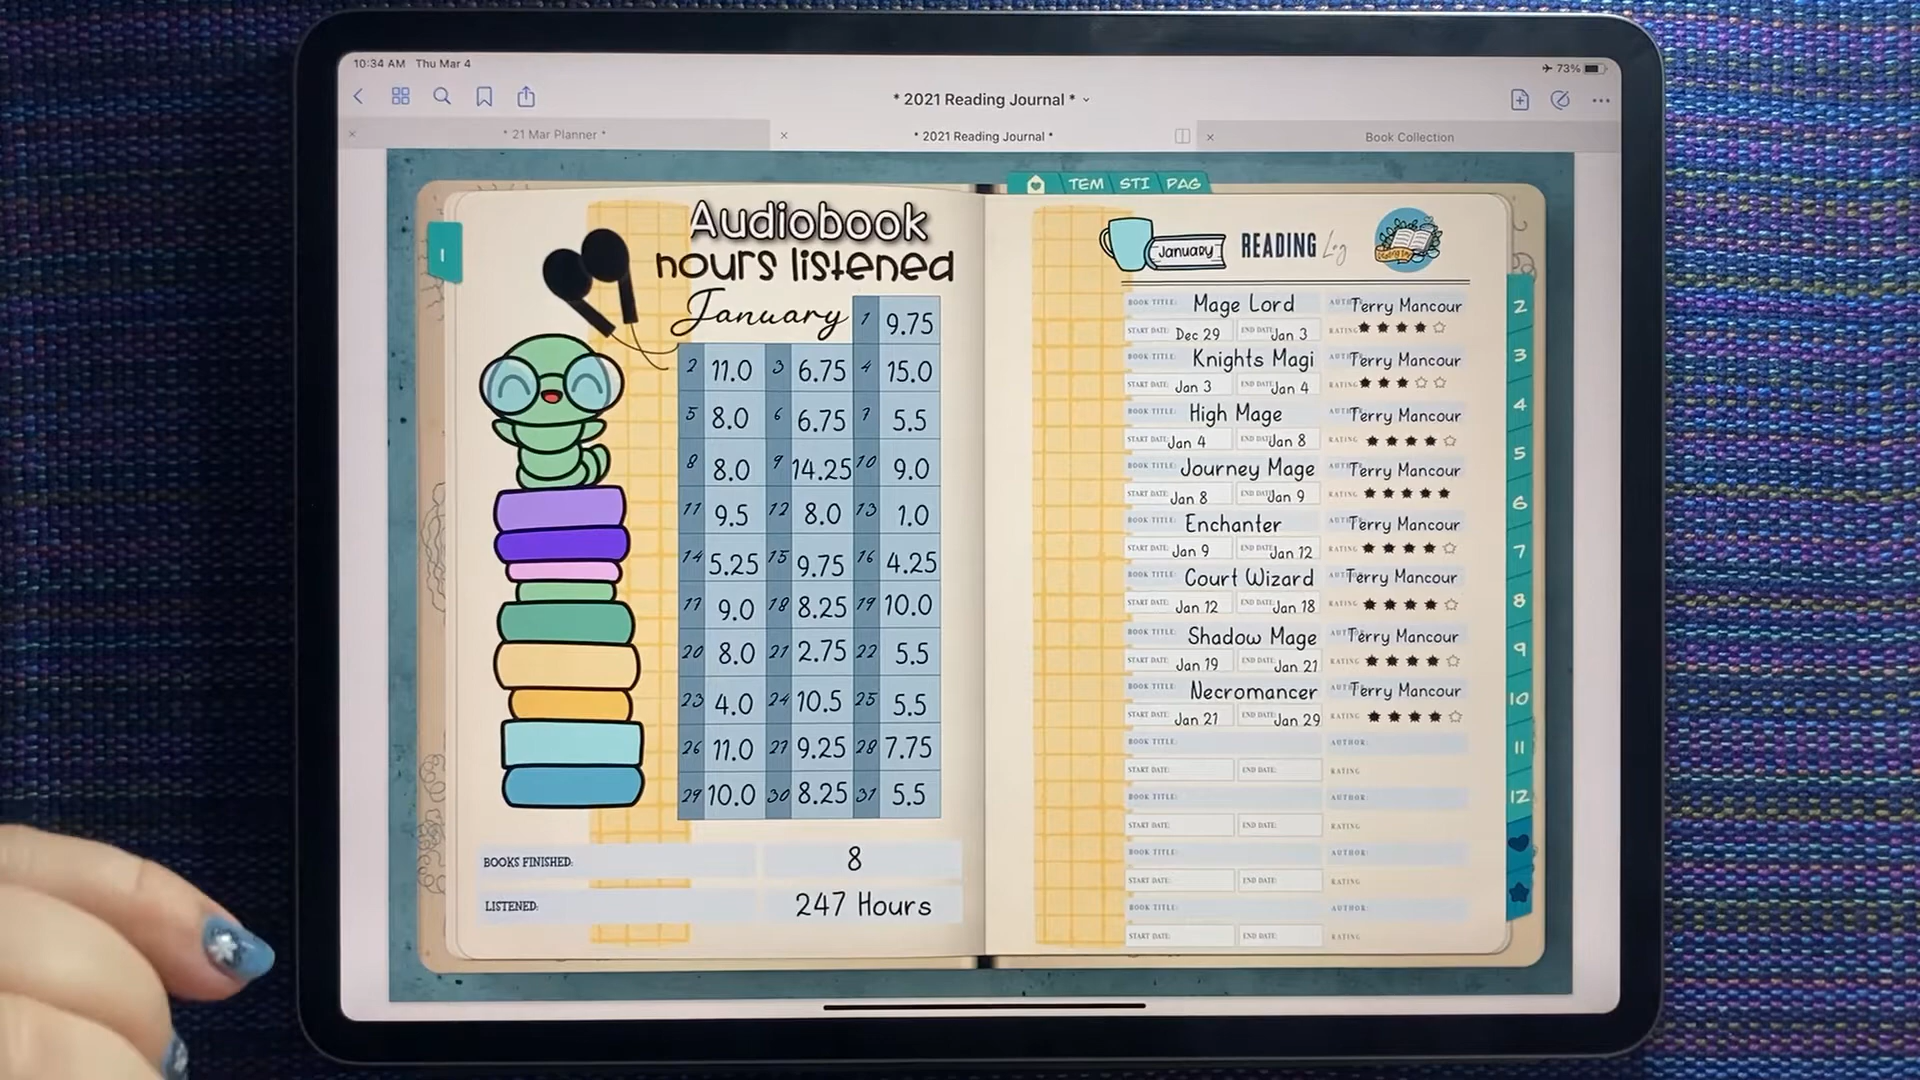 10:34 AM Thu Mar 4
73%
* 2021 Reading Journal *
* 21 Mar Planner *
* 2021 Reading Journal *
Book Collection
TEM STI PAG
1
Audiobook
hours listened
January 1 9.75
2 11.0 3 6.75 4 15.0
5 8.0 6 6.75 7 5.5
8 8.0 9 14.25 10 9.0
11 9.5 12 8.0 13 1.0
14 5.25 15 9.75 16 4.25
17 9.0 18 8.25 19 10.0
20 8.0 21 2.75 22 5.5
23 4.0 24 10.5 25 5.5
26 11.0 27 9.25 28 7.75
29 10.0 30 8.25 31 5.5
BOOKS FINISHED: 8
LISTENED: 247 Hours
January READING Log
BOOK TITLE: Mage Lord AUTHOR: Terry Mancour
START DATE: Dec 29 END DATE: Jan 3 RATING
BOOK TITLE: Knights Magi AUTHOR: Terry Mancour
START DATE: Jan 3 END DATE: Jan 4 RATING
BOOK TITLE: High Mage AUTHOR: Terry Mancour
START DATE: Jan 4 END DATE: Jan 8 RATING
BOOK TITLE: Journey Mage AUTHOR: Terry Mancour
START DATE: Jan 8 END DATE: Jan 9 RATING
BOOK TITLE: Enchanter AUTHOR: Terry Mancour
START DATE: Jan 9 END DATE: Jan 12 RATING
BOOK TITLE: Court Wizard AUTHOR: Terry Mancour
START DATE: Jan 12 END DATE: Jan 18 RATING
BOOK TITLE: Shadow Mage AUTHOR: Terry Mancour
START DATE: Jan 19 END DATE: Jan 21 RATING
BOOK TITLE: Necromancer AUTHOR: Terry Mancour
START DATE: Jan 21 END DATE: Jan 29 RATING
BOOK TITLE: AUTHOR:
START DATE: END DATE: RATING
BOOK TITLE: AUTHOR:
START DATE: END DATE: RATING
BOOK TITLE: AUTHOR:
START DATE: END DATE: RATING
BOOK TITLE: AUTHOR:
START DATE: END DATE: RATING
2
3
4
5
6
7
8
9
10
11
12